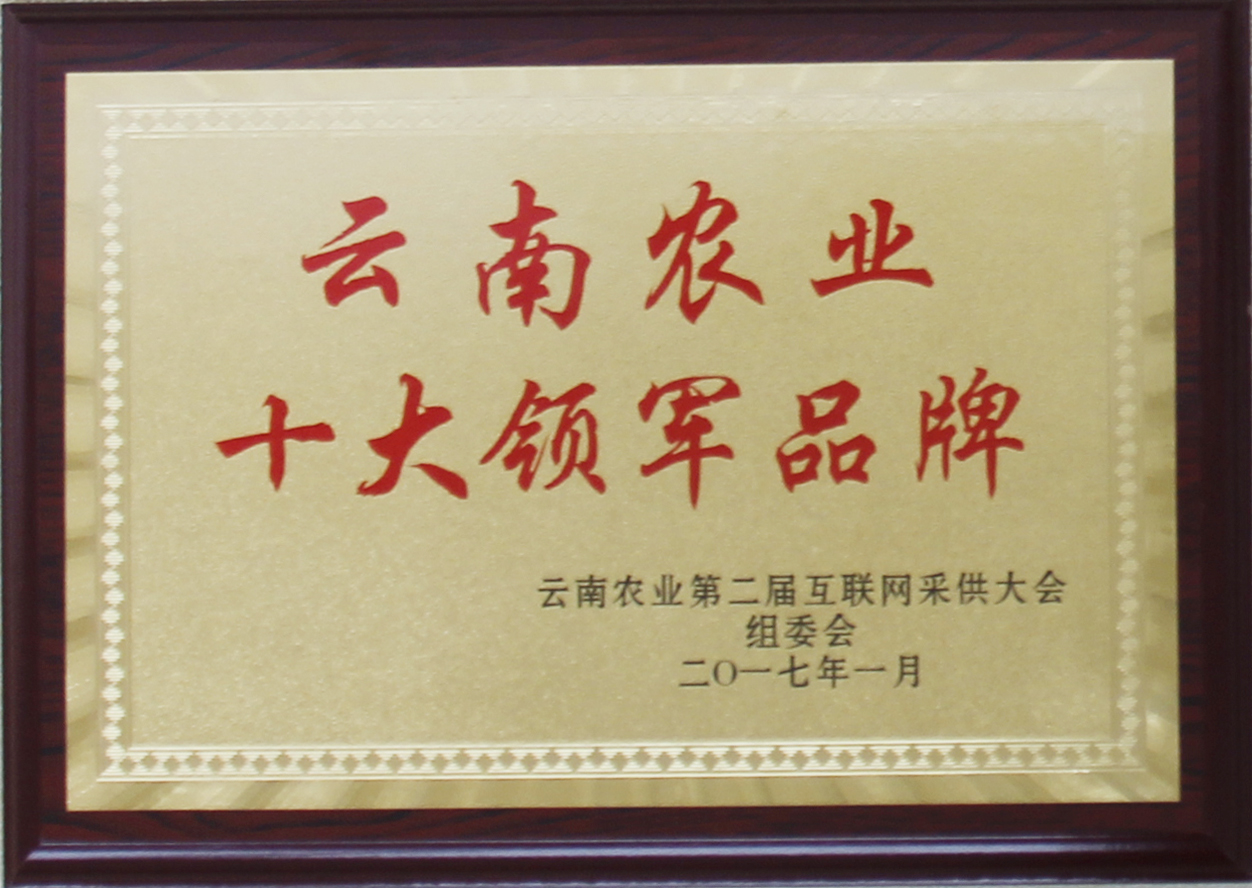 云南农业
十大领军品牌
云南农业第二届互联网采供大会
组委会
二〇一七年一月